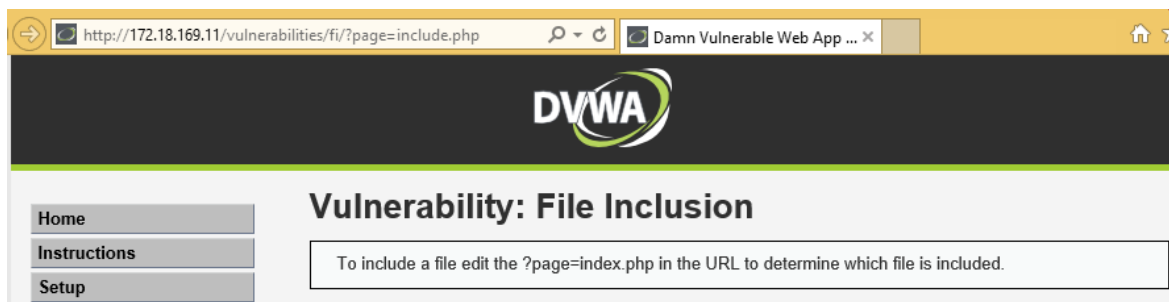 http://172.18.169.11/vulnerabilities/fi/?page=include.php
Damn Vulnerable Web App ...
DVWA
Home
Instructions
Setup
Vulnerability: File Inclusion
To include a file edit the ?page=index.php in the URL to determine which file is included.